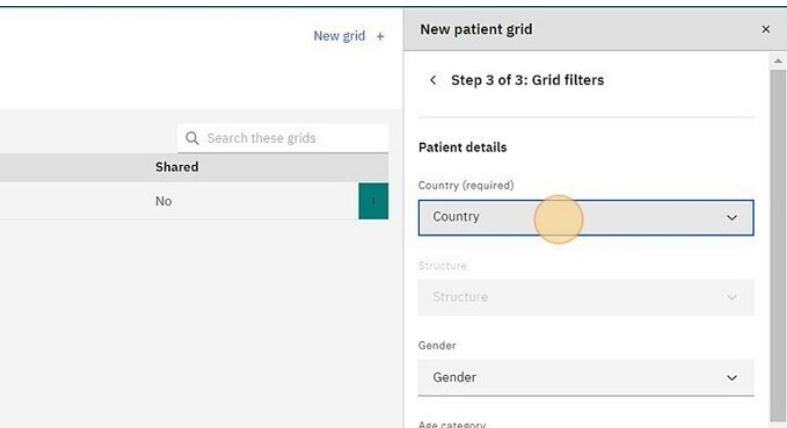 New grid +
Search these grids
Shared
No
New patient grid
Step 3 of 3: Grid filters
Patient details
Country (required)
Country
Structure
Structure
Gender
Gender
Age category